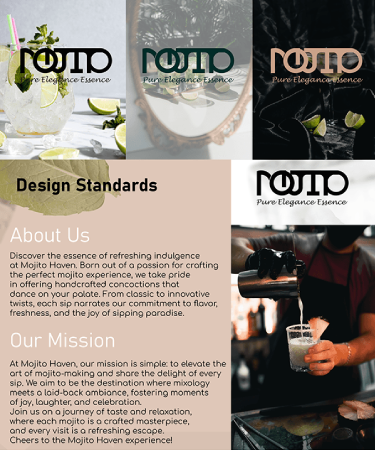 MOJITO
Pure Elegance Essence
MOJITO
Pure Elegance Essence
MOJITO
Pure Elegance Essence
Design Standards
MOJITO
Pure Elegance Essence
About Us
Discover the essence of refreshing indulgence
at Mojito Haven. Born out of a passion for crafting
the perfect mojito experience, we take pride
in offering handcrafted concoctions that
dance on your palate. From classic to innovative
twists, each sip narrates our commitment to flavor,
freshness, and the joy of sipping paradise.
Our Mission
At Mojito Haven, our mission is simple: to elevate the
art of mojito-making and share the delight of every
sip. We aim to be the destination where mixology
meets a laid-back ambiance, fostering moments
of joy, laughter, and celebration.
Join us on a journey of taste and relaxation,
where each mojito is a crafted masterpiece,
and every visit is a refreshing escape.
Cheers to the Mojito Haven experience!